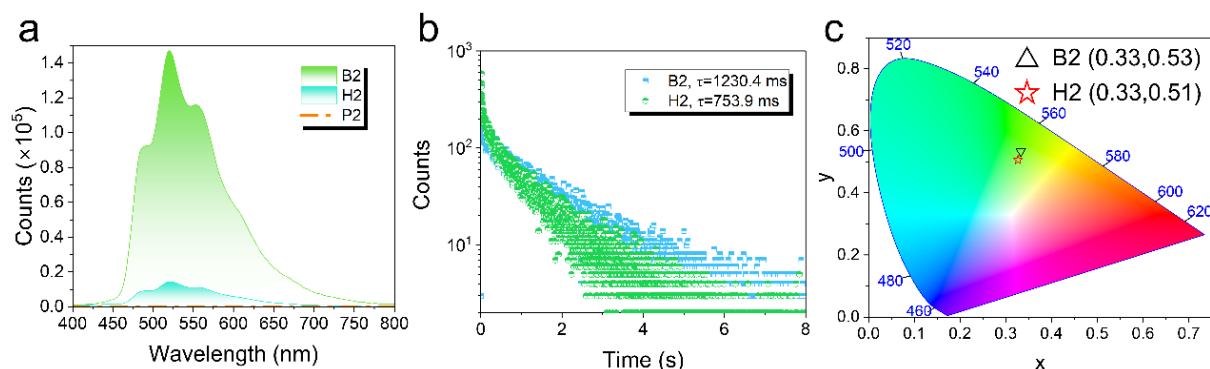 a
1.4
1.2
1.0
0.8
0.6
0.4
0.2
0.0
400 450 500 550 600 650 700 750 800
Counts (×10⁵)
Wavelength (nm)
B2
H2
P2
b
10³
10²
10¹
0 2 4 6 8
Counts
Time (s)
B2, τ=1230.4 ms
H2, τ=753.9 ms
c
0.8
0.6
0.4
0.2
0.0
0.0 0.1 0.2 0.3 0.4 0.5 0.6 0.7
y
x
B2 (0.33,0.53)
H2 (0.33,0.51)
520
540
560
500
580
600
620
480
460